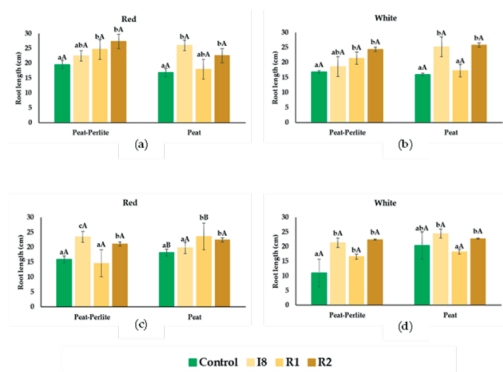 Red
Root length (cm)
30
25
20
15
10
5
0
aA abA abA bA
aA bA abA bA
Peat-Perlite Peat
(a)
White
Root length (cm)
30
25
20
15
10
5
0
aA abA bA bA
aA bA aA bA
Peat-Perlite Peat
(b)
Red
Root length (cm)
30
25
20
15
10
5
0
aA cA aA bA
aB aA bB bA
Peat-Perlite Peat
(c)
White
Root length (cm)
30
25
20
15
10
5
0
aA bA bA bA
abA bA aA bA
Peat-Perlite Peat
(d)
Control I8 R1 R2